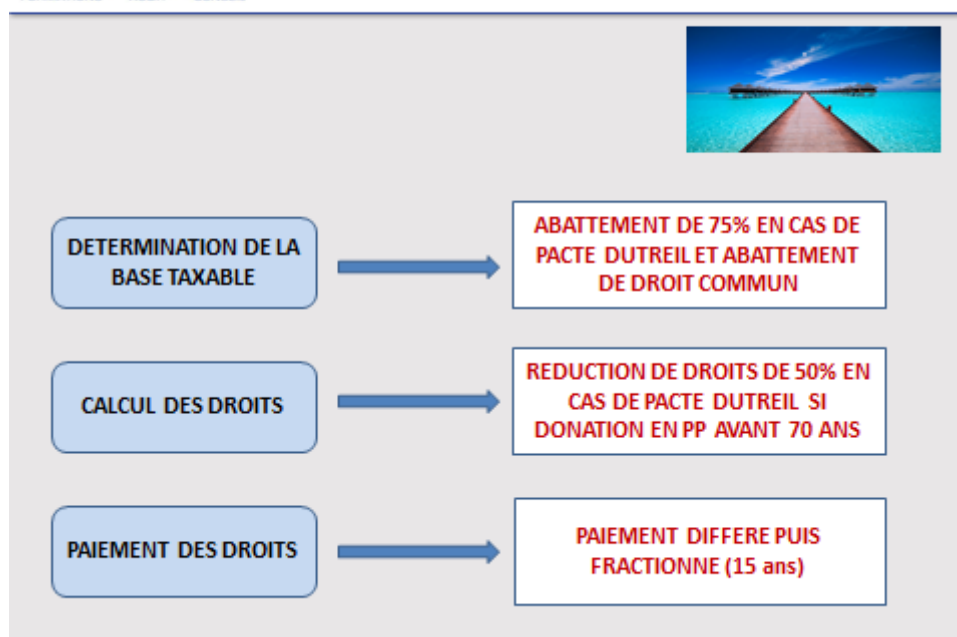 DETERMINATION DE LA
BASE TAXABLE
ABATTEMENT DE 75% EN CAS DE
PACTE DUTREIL ET ABATTEMENT
DE DROIT COMMUN
CALCUL DES DROITS
REDUCTION DE DROITS DE 50% EN
CAS DE PACTE DUTREIL SI
DONATION EN PP AVANT 70 ANS
PAIEMENT DES DROITS
PAIEMENT DIFFERE PUIS
FRACTIONNE (15 ans)